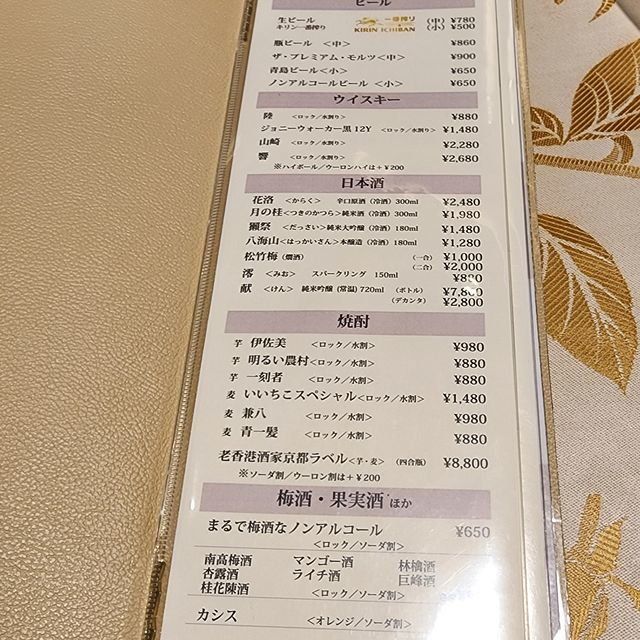 ビール
生ビール 一番搾り (中) ¥780
キリン一番搾り KIRIN ICHIBAN (小) ¥500
瓶ビール <中> ¥860
ザ・プレミアム・モルツ<中> ¥900
青島ビール<小> ¥650
ノンアルコールビール <小> ¥650
ウイスキー
陸 <ロック/水割り> ¥880
ジョニーウォーカー黒12Y <ロック/水割り> ¥1,480
山崎 <ロック/水割り> ¥2,280
響 <ロック/水割り> ¥2,680
※ハイボール/ウーロンハイは+¥200
日本酒
花洛 <からく> 辛口原酒 (冷酒) 300ml ¥2,480
月の桂<つきのかつら>純米酒 (冷酒) 300ml ¥1,980
獺祭 <だっさい>純米大吟醸 (冷酒) 180ml ¥1,480
八海山<はっかいさん>本醸造 (冷酒) 180ml ¥1,280
松竹梅 (燗酒) (一合) ¥1,000
(二合) ¥2,000
澪 <みお> スパークリング 150ml ¥880
献 <けん> 純米吟醸 (常温) 720ml (ボトル) ¥7,800
(デカンタ) ¥2,800
焼酎
芋 伊佐美 <ロック/水割> ¥980
芋 明るい農村<ロック/水割> ¥880
芋 一刻者 <ロック/水割> ¥880
麦 いいちこスペシャル<ロック/水割> ¥1,480
麦 兼八 <ロック/水割> ¥980
麦 青一髪 <ロック/水割> ¥880
老香港酒家京都ラベル<芋・麦> (四合瓶) ¥8,800
※ソーダ割/ウーロン割は+¥200
梅酒・果実酒 ほか
まるで梅酒なノンアルコール ¥650
<ロック/ソーダ割>
南高梅酒 マンゴー酒 林檎酒
杏露酒 ライチ酒 巨峰酒
桂花陳酒 <ロック/ソーダ割>
カシス <オレンジ/ソーダ割>